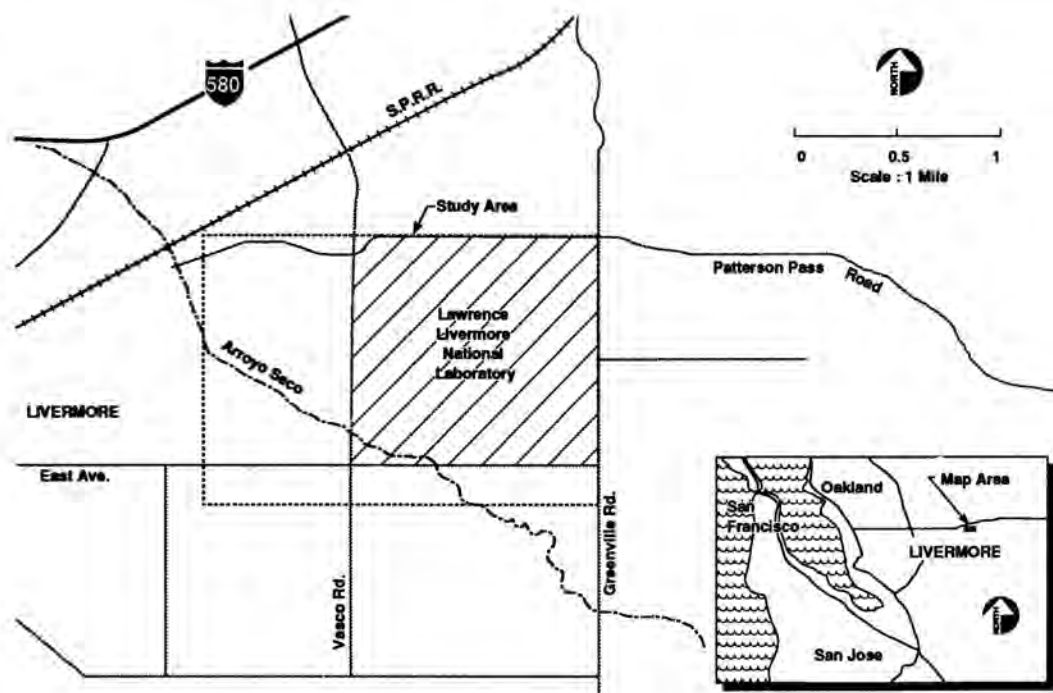 580
S.P.R.R.
NORTH
0 0.5 1
Scale : 1 Mile
Study Area
Patterson Pass
Road
Lawrence
Livermore
National
Laboratory
Arroyo Seco
LIVERMORE
East Ave.
Vasco Rd.
Greenville Rd.
Oakland
Map Area
San
Francisco
LIVERMORE
NORTH
San Jose